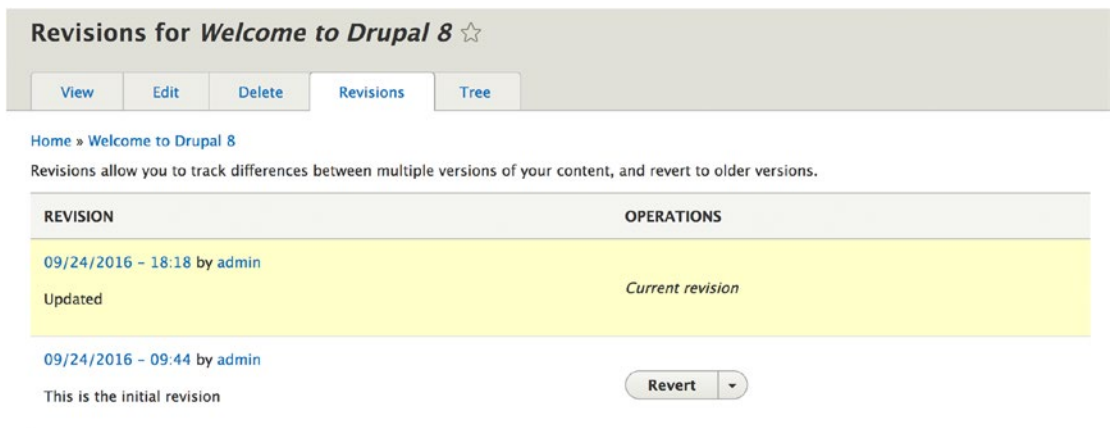 Revisions for Welcome to Drupal 8
View Edit Delete Revisions Tree
Home » Welcome to Drupal 8
Revisions allow you to track differences between multiple versions of your content, and revert to older versions.
REVISION OPERATIONS
09/24/2016 – 18:18 by admin
Current revision
Updated
09/24/2016 – 09:44 by admin
Revert
This is the initial revision